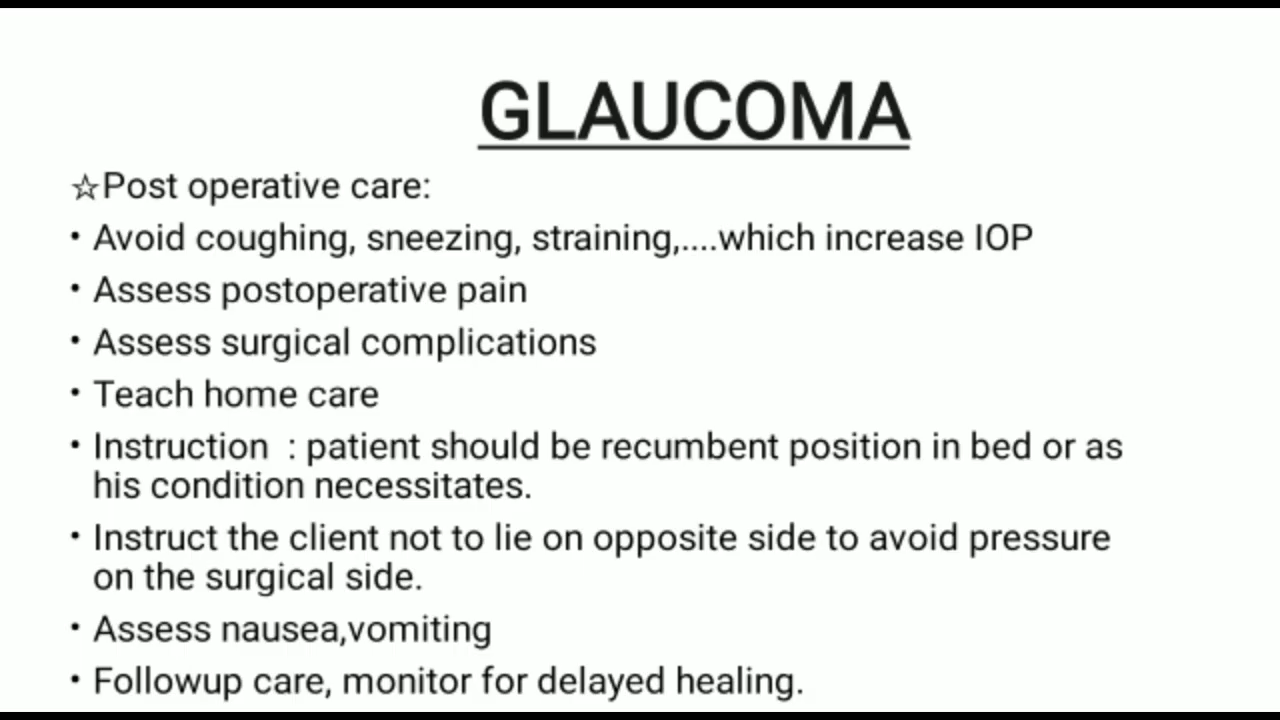 GLAUCOMA
☆Post operative care:
• Avoid coughing, sneezing, straining,....which increase IOP
• Assess postoperative pain
• Assess surgical complications
• Teach home care
• Instruction  : patient should be recumbent position in bed or as
his condition necessitates.
• Instruct the client not to lie on opposite side to avoid pressure
on the surgical side.
• Assess nausea,vomiting
• Followup care, monitor for delayed healing.